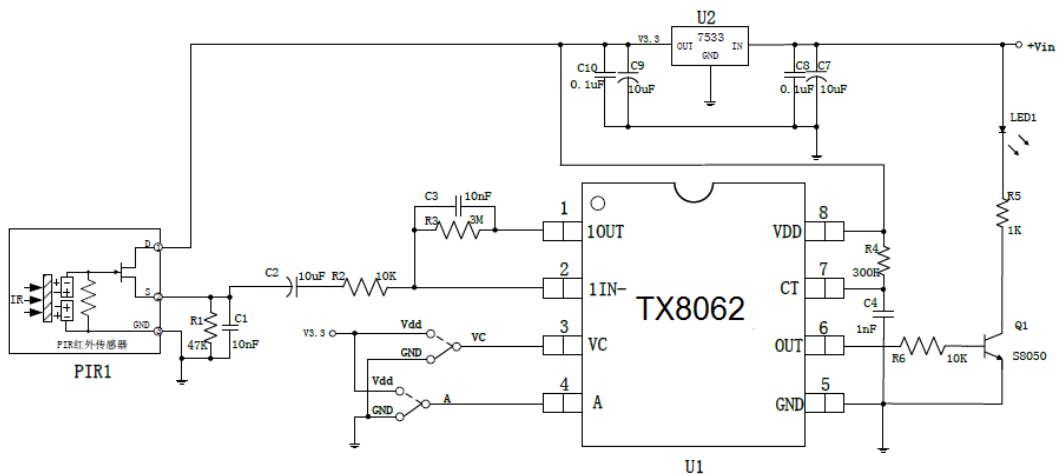 U2
7533
V3.3
OUT
IN
GND
+Vin
C10
0.1uF
C9
10uF
C8
0.1uF
C7
10uF
LED1
R5
1K
C3
10nF
R3
3M
1
1OUT
8
VDD
R4
300K
D
1
C2
10uF
R2
10K
2
1IN-
7
CT
TX8062
C4
1nF
IR
S
2
R1
47K
C1
10nF
GND
3
PIR红外传感器
PIR1
V3.3
Vdd
GND
VC
3
VC
6
OUT
R6
10K
Q1
S8050
Vdd
GND
A
4
A
5
GND
U1